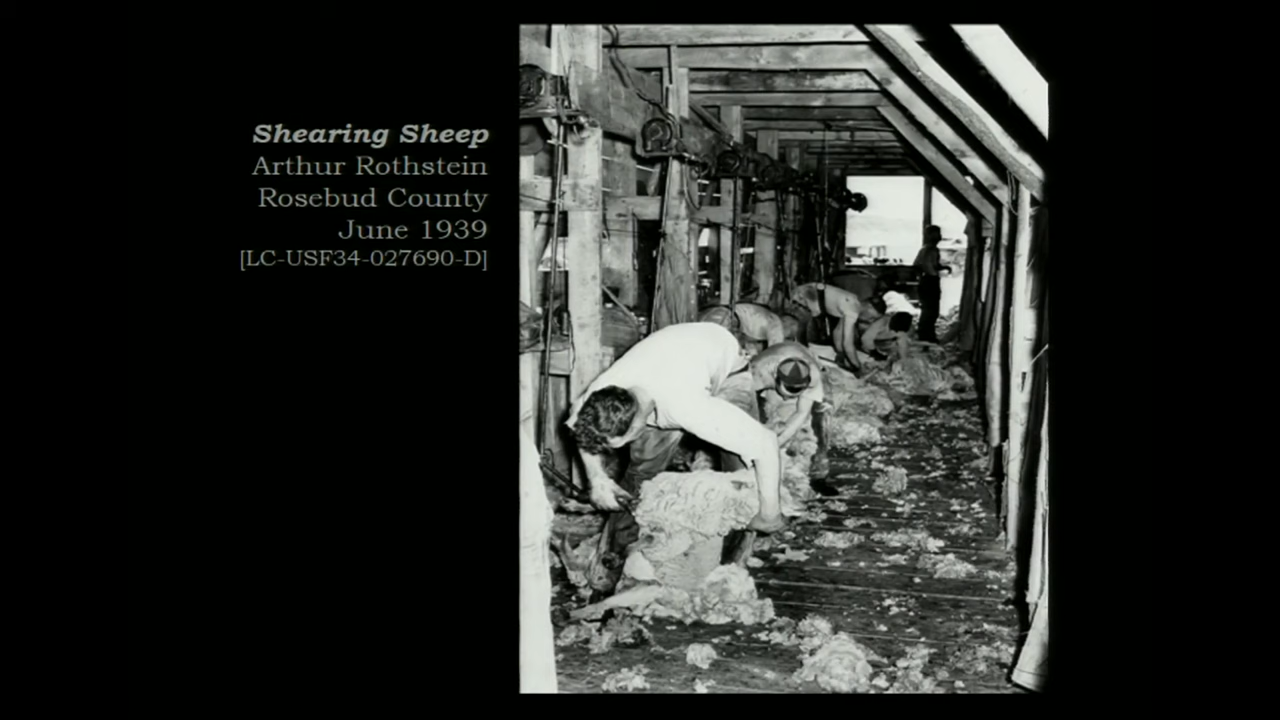 Shearing Sheep
Arthur Rothstein
Rosebud County
June 1939
[LC-USF34-027690-D]